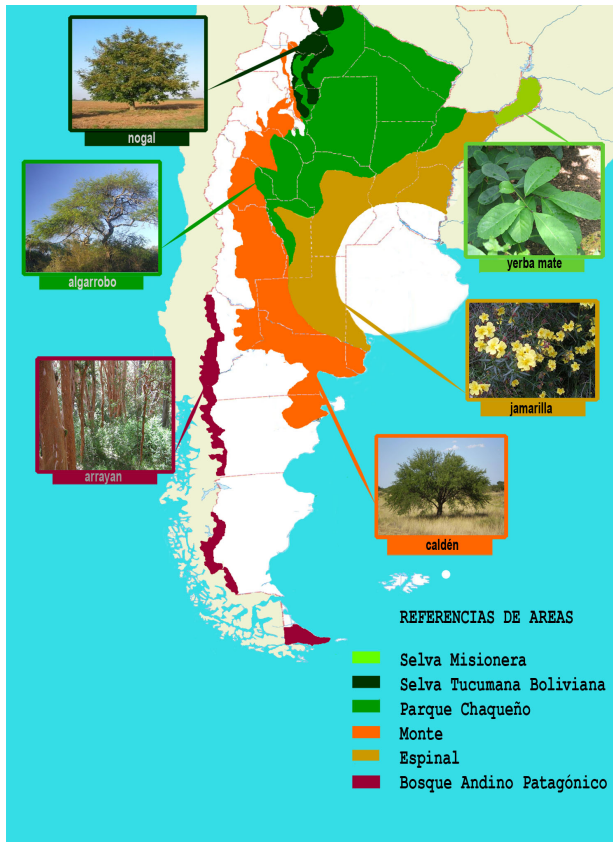 nogal
algarrobo
yerba mate
jamarilla
arrayan
caldén
REFERENCIAS DE AREAS
Selva Misionera
Selva Tucumana Boliviana
Parque Chaqueño
Monte
Espinal
Bosque Andino Patagónico